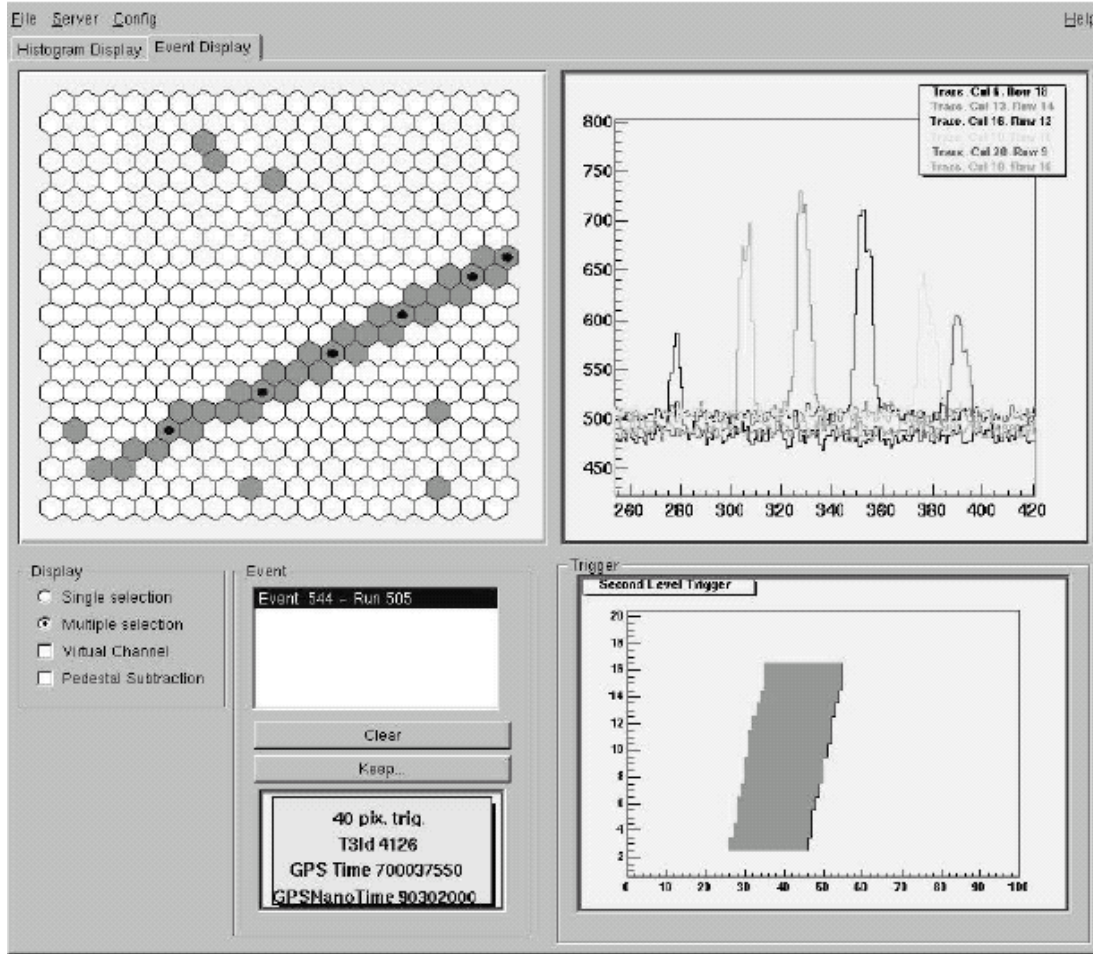 File Server Config Help
Histogram Display Event Display
Trace. Col 6. Row 18
Trace. Col 13. Row 14
Trace. Col 16. Row 12
Trace. Col 20. Row 9
Trace. Col 10. Row 16
800
750
700
650
600
550
500
450
260 280 300 320 340 360 380 400 420
Display
Single selection
Multiple selection
Virtual Channel
Pedestal Subtraction
Event
Event 544 - Run 505
Clear
Keep...
40 pix. trig.
T3Id 4126
GPS Time 700037550
GPSNanoTime 90302000
Trigger
Second Level Trigger
20
18
16
14
12
10
8
6
4
2
0 10 20 30 40 50 60 70 80 90 100